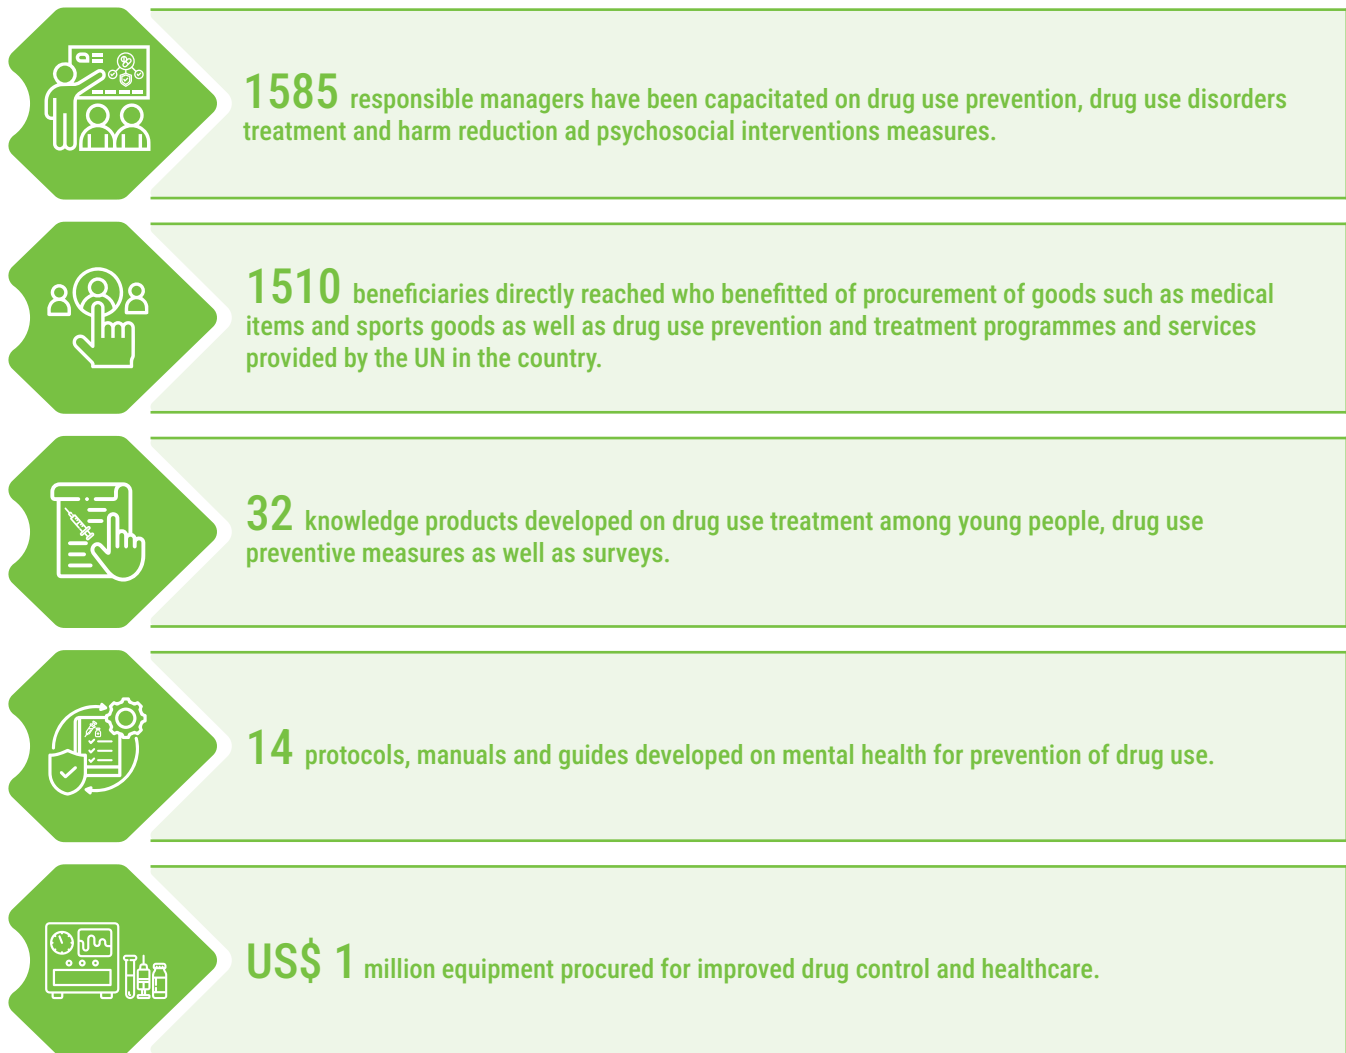 1585 responsible managers have been capacitated on drug use prevention, drug use disorders
treatment and harm reduction ad psychosocial interventions measures.
1510 beneficiaries directly reached who benefitted of procurement of goods such as medical
items and sports goods as well as drug use prevention and treatment programmes and services
provided by the UN in the country.
32 knowledge products developed on drug use treatment among young people, drug use
preventive measures as well as surveys.
14 protocols, manuals and guides developed on mental health for prevention of drug use.
US$ 1 million equipment procured for improved drug control and healthcare.